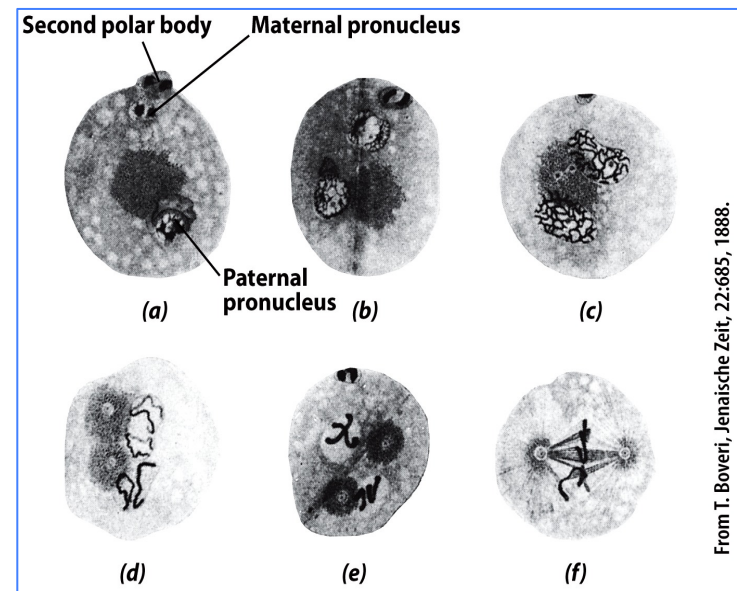 Second polar body
Maternal pronucleus
Paternal
pronucleus
(a)
(b)
(c)
(d)
(e)
(f)
From T. Boveri, Jenaische Zeit, 22:685, 1888.